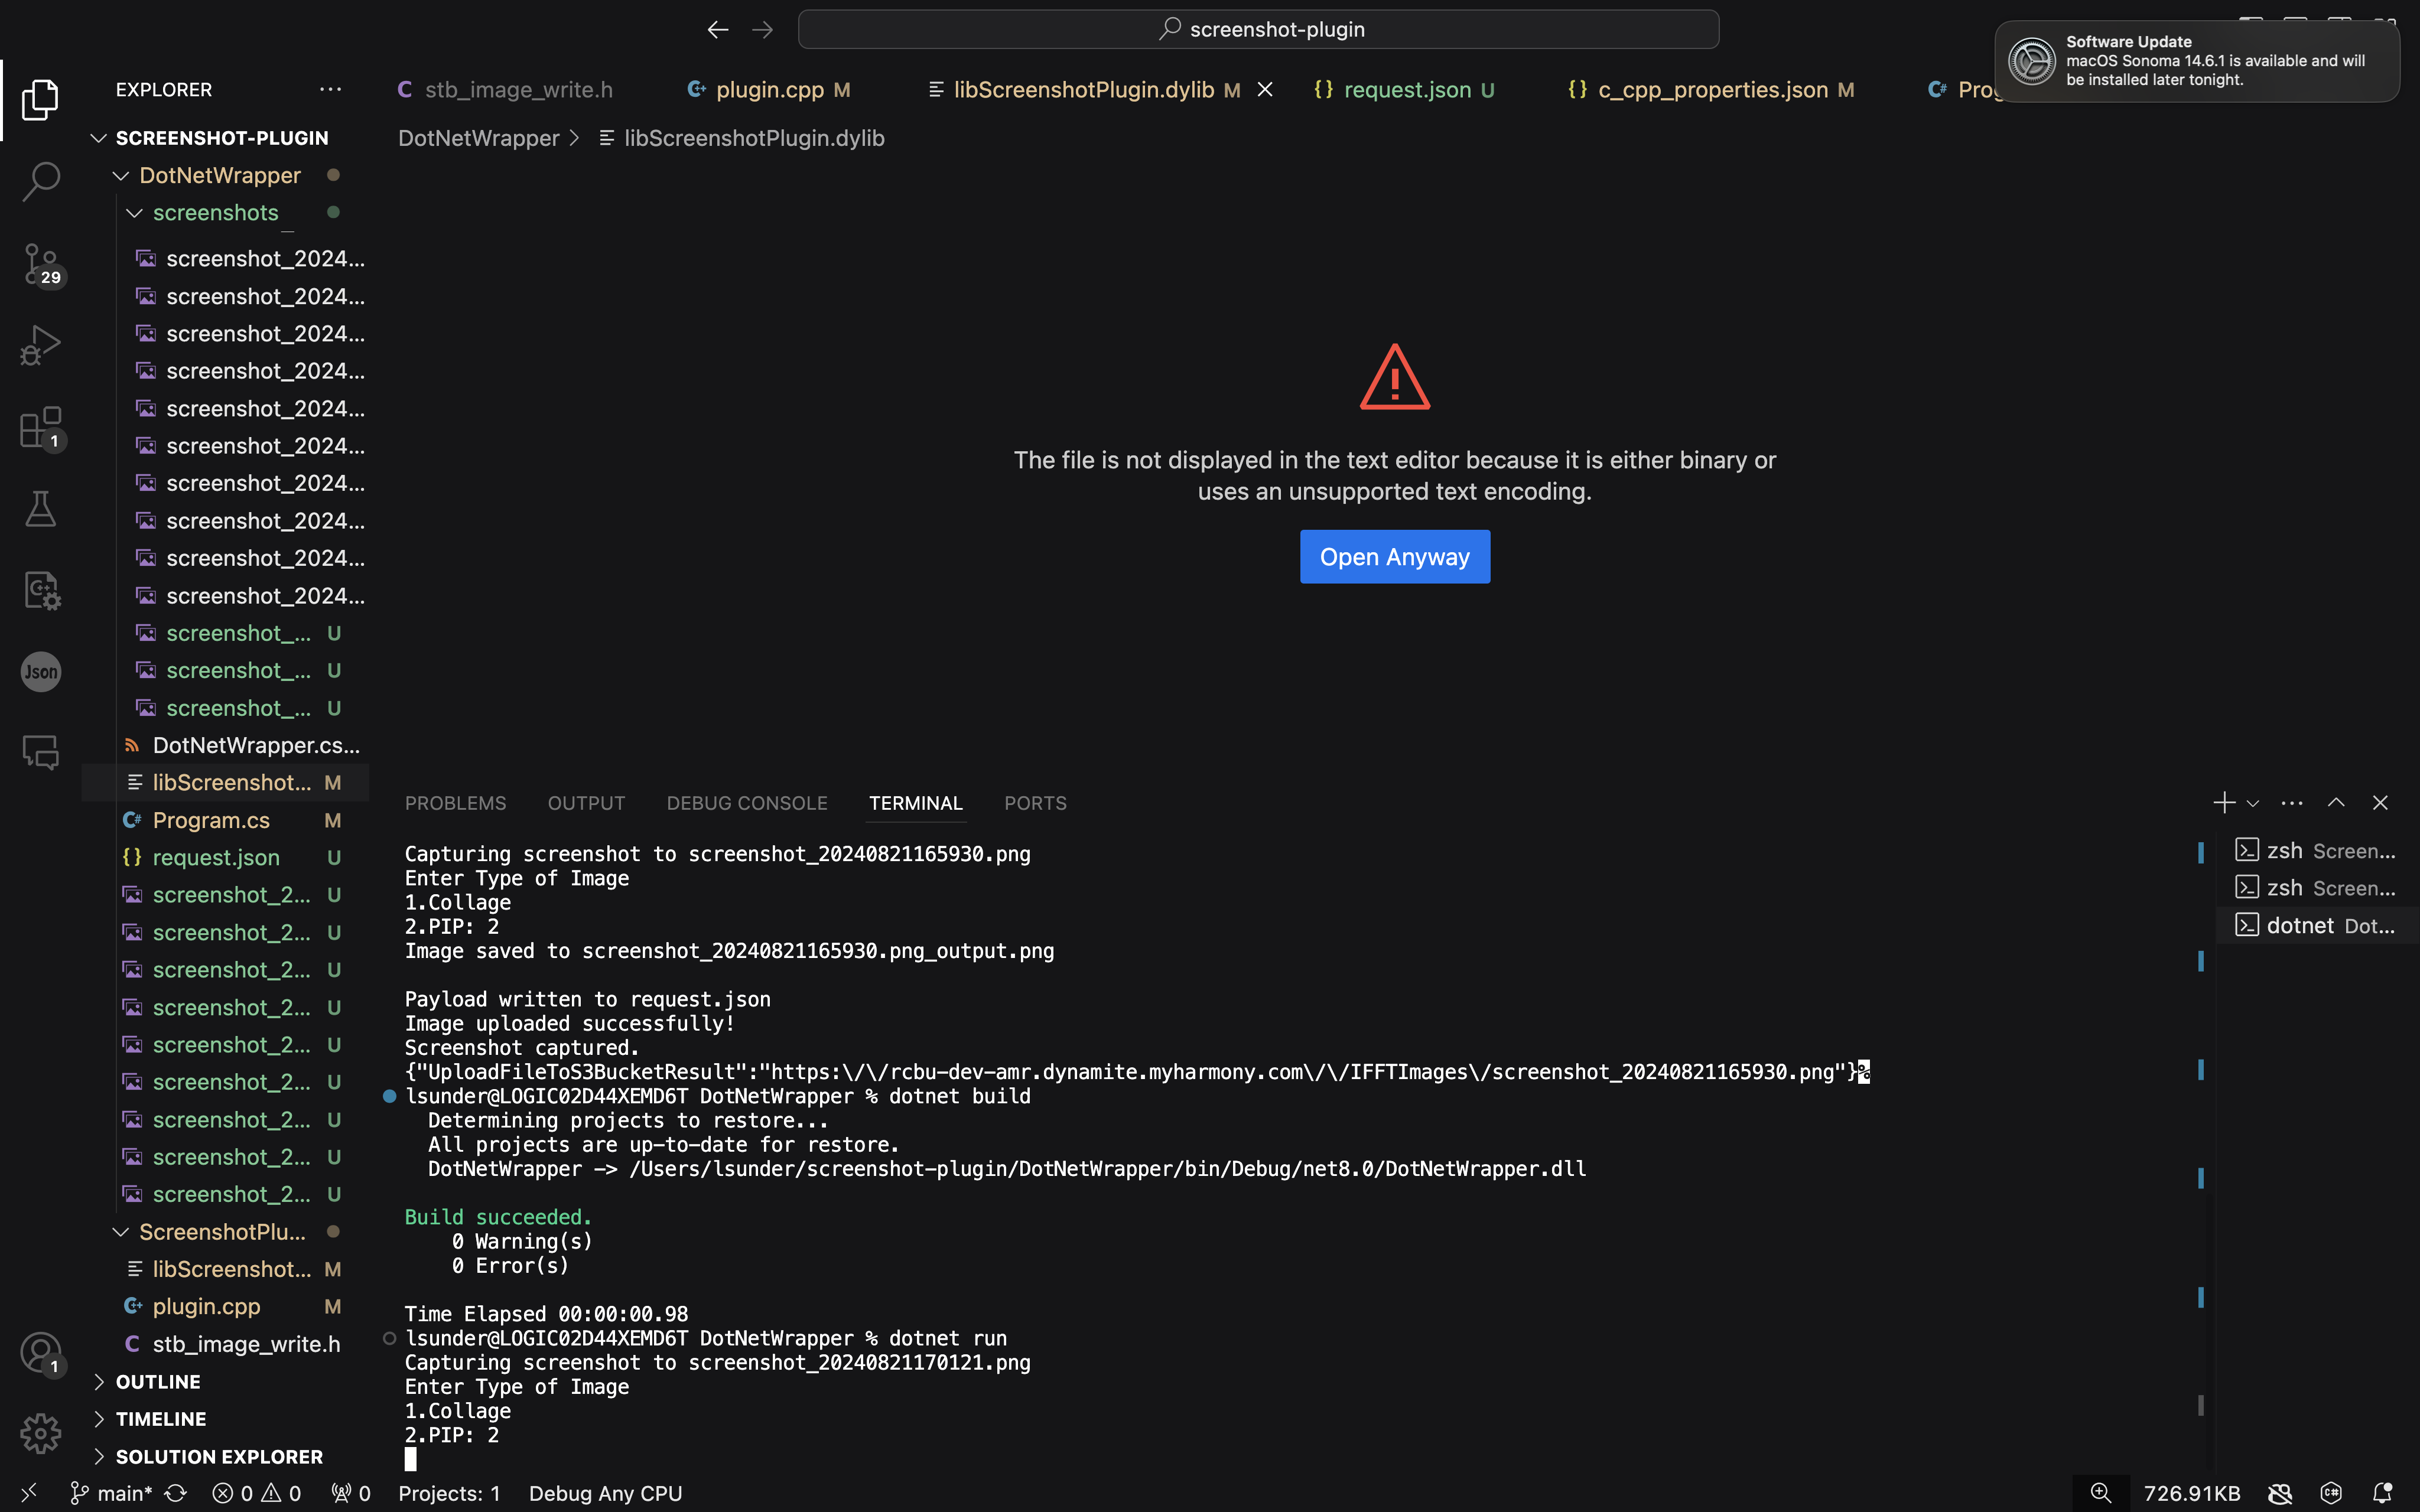 screenshot-plugin
Software Update
macOS Sonoma 14.6.1 is available and will
be installed later tonight.
EXPLORER
stb_image_write.h
plugin.cpp M
libScreenshotPlugin.dylib M
{} request.json U
{} c_cpp_properties.json M
DotNetWrapper > libScreenshotPlugin.dylib
SCREENSHOT-PLUGIN
DotNetWrapper
screenshots
screenshot_2024...
screenshot_2024...
screenshot_2024...
screenshot_2024...
screenshot_2024...
screenshot_2024...
screenshot_2024...
screenshot_2024...
screenshot_2024...
screenshot_2024...
screenshot_... U
screenshot_... U
screenshot_... U
DotNetWrapper.cs...
libScreenshot... M
Program.cs M
{} request.json U
screenshot_2... U
screenshot_2... U
screenshot_2... U
screenshot_2... U
screenshot_2... U
screenshot_2... U
screenshot_2... U
screenshot_2... U
screenshot_2... U
ScreenshotPlu...
libScreenshot... M
plugin.cpp M
stb_image_write.h
OUTLINE
TIMELINE
SOLUTION EXPLORER
29
1
Json
1
The file is not displayed in the text editor because it is either binary or
uses an unsupported text encoding.
Open Anyway
PROBLEMS OUTPUT DEBUG CONSOLE TERMINAL PORTS
Capturing screenshot to screenshot_20240821165930.png
Enter Type of Image
1.Collage
2.PIP: 2
Image saved to screenshot_20240821165930.png_output.png
Payload written to request.json
Image uploaded successfully!
Screenshot captured.
{"UploadFileToS3BucketResult":"https:\/\/rcbu-dev-amr.dynamite.myharmony.com\/\/IFFTImages\/screenshot_20240821165930.png"}%
lsunder@LOGIC02D44XEMD6T DotNetWrapper % dotnet build
Determining projects to restore...
All projects are up-to-date for restore.
DotNetWrapper -> /Users/lsunder/screenshot-plugin/DotNetWrapper/bin/Debug/net8.0/DotNetWrapper.dll
Build succeeded.
0 Warning(s)
0 Error(s)
Time Elapsed 00:00:00.98
lsunder@LOGIC02D44XEMD6T DotNetWrapper % dotnet run
Capturing screenshot to screenshot_20240821170121.png
Enter Type of Image
1.Collage
2.PIP: 2
zsh Screen...
zsh Screen...
dotnet Dot...
main* 0 0 0 Projects: 1 Debug Any CPU 726.91KB